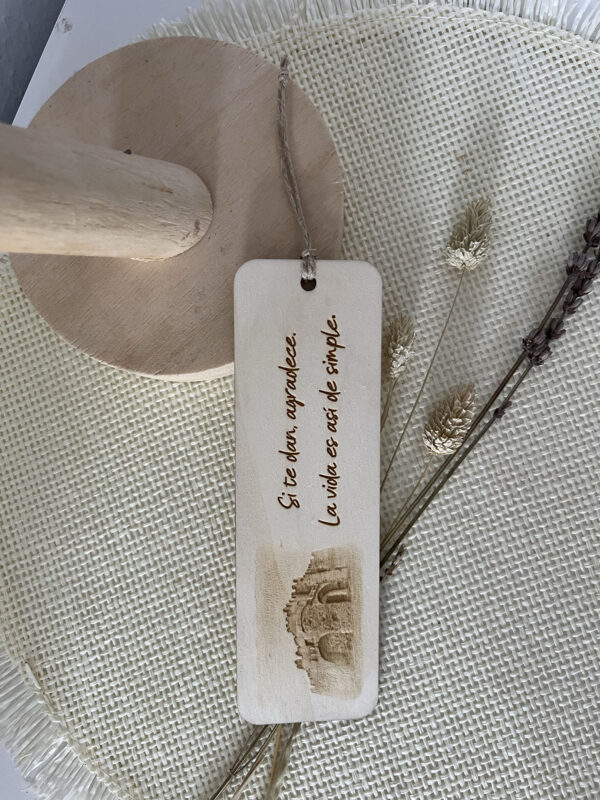 Si te dan, agradece.
La vida es así de simple.